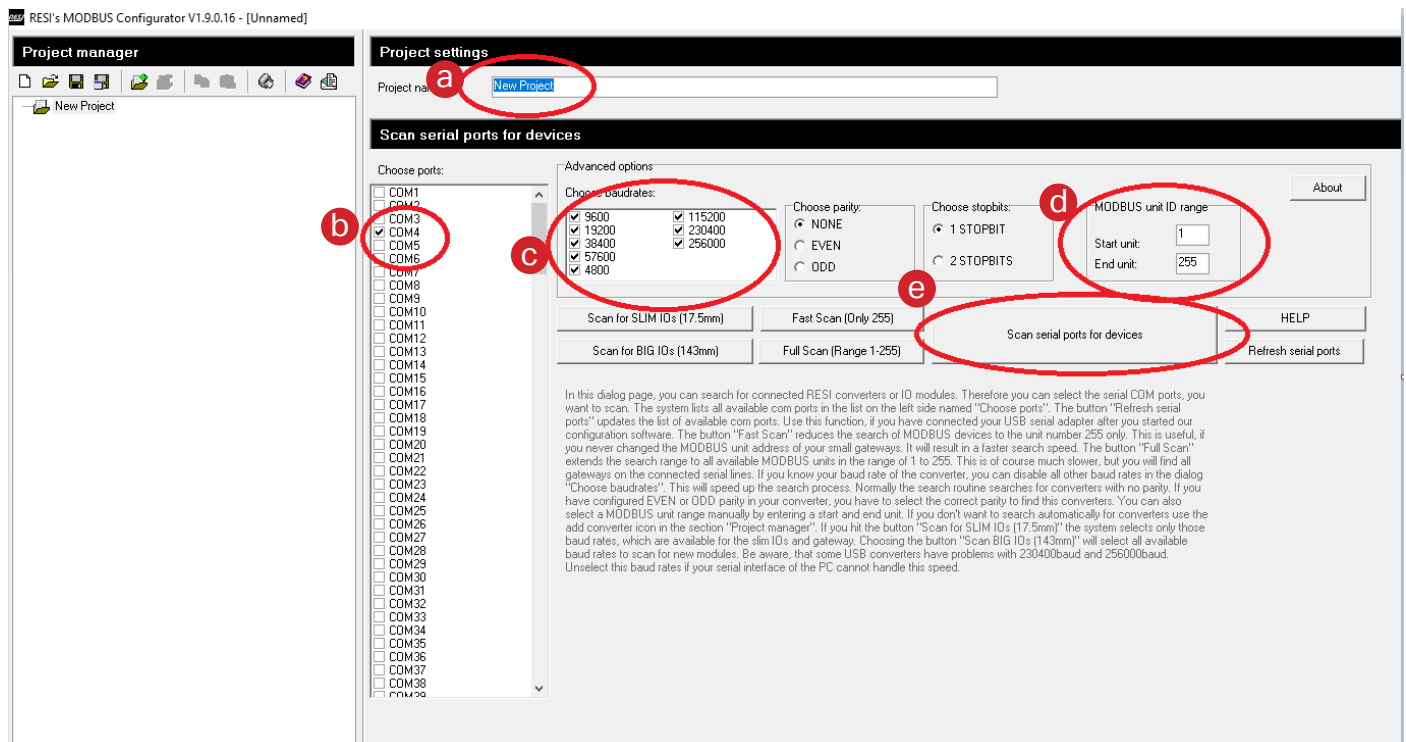 RESI's MODBUS Configurator V1.9.0.16 - [Unnamed]
Project manager
New Project
Project settings
a
Project na
New Project
Scan serial ports for devices
Choose ports:
COM1
COM2
COM3
b
COM4
COM5
COM6
COM7
COM8
COM9
COM10
COM11
COM12
COM13
COM14
COM15
COM16
COM17
COM18
COM19
COM20
COM21
COM22
COM23
COM24
COM25
COM26
COM27
COM28
COM29
COM30
COM31
COM32
COM33
COM34
COM35
COM36
COM37
COM38
COM39
Advanced options
About
Choose baudrates:
c
9600
19200
38400
57600
4800
115200
230400
256000
Choose parity:
NONE
EVEN
ODD
Choose stopbits:
1 STOPBIT
2 STOPBITS
d
MODBUS unit ID range
Start unit: 1
End unit: 255
e
Scan for SLIM IOs (17.5mm)
Fast Scan (Only 255)
Scan serial ports for devices
HELP
Scan for BIG IOs (143mm)
Full Scan (Range 1-255)
Refresh serial ports
In this dialog page, you can search for connected RESI converters or IO modules. Therefore you can select the serial COM ports, you
want to scan. The system lists all available com ports in the list on the left side named "Choose ports". The button "Refresh serial
ports" updates the list of available com ports. Use this function, if you have connected your USB serial adapter after you started our
configuration software. The button "Fast Scan" reduces the search of MODBUS devices to the unit number 255 only. This is useful, if
you never changed the MODBUS unit address of your small gateways. It will result in a faster search speed. The button "Full Scan"
extends the search range to all available MODBUS units in the range of 1 to 255. This is of course much slower, but you will find all
gateways on the connected serial lines. If you know your baud rate of the converter, you can disable all other baud rates in the dialog
"Choose baudrates". This will speed up the search process. Normally the search routine searches for converters with no parity. If you
have configured EVEN or ODD parity in your converter, you have to select the correct parity to find this converters. You can also
select a MODBUS unit range manually by entering a start and end unit. If you don't want to search automatically for converters use the
add converter icon in the section "Project manager". If you hit the button "Scan for SLIM IOs (17.5mm)" the system selects only those
baud rates, which are available for the slim IOs and gateway. Choosing the button "Scan BIG IOs (143mm)" will select all available
baud rates to scan for new modules. Be aware, that some USB converters have problems with 230400baud and 256000baud.
Unselect this baud rates if your serial interface of the PC cannot handle this speed.